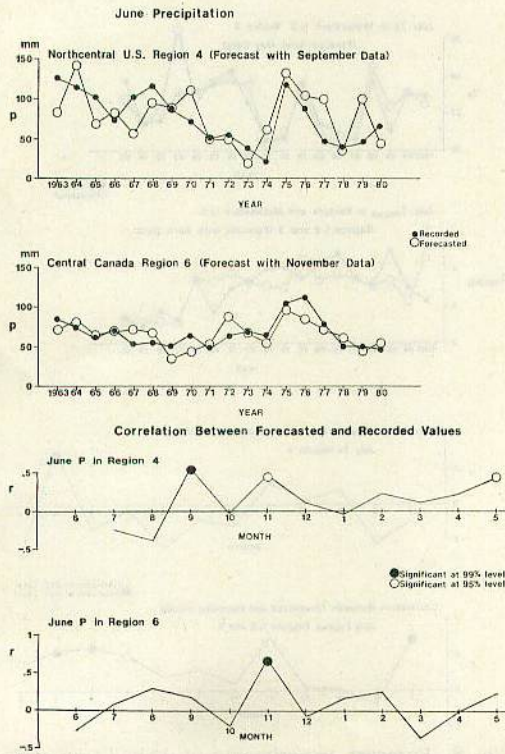 June Precipitation
mm
Northcentral U.S. Region 4 (Forecast with September Data)
150
100
p
50
0
1963 64 65 66 67 68 69 70 71 72 73 74 75 76 77 78 79 80
YEAR
●Recorded
○Forecasted
mm
Central Canada Region 6 (Forecast with November Data)
150
100
p
50
0
1963 64 65 66 67 68 69 70 71 72 73 74 75 76 77 78 79 80
YEAR
Correlation Between Forecasted and Recorded Values
June P in Region 4
.5
r
0
-.5
6 7 8 9 10 11 12 1 2 3 4 5
MONTH
●Significant at 99% level
○Significant at 95% level
June P in Region 6
1
r
.5
0
-.5
6 7 8 9 10 11 12 1 2 3 4 5
MONTH